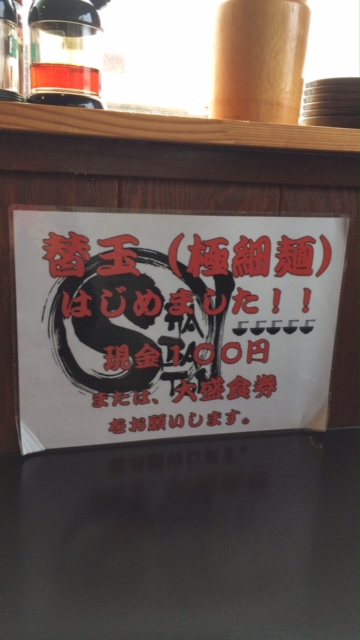 替玉（極細麺）
はじめました！！
現金１００円
または、大盛食券
をお願いします。